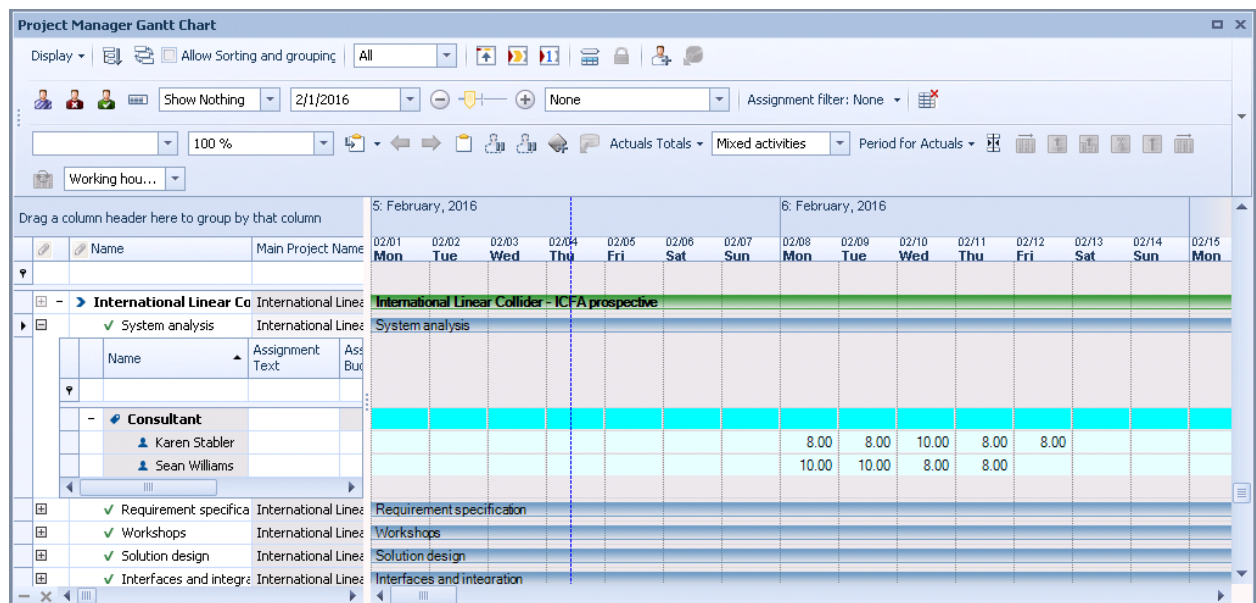 Project Manager Gantt Chart
Display Allow Sorting and grouping All
Show Nothing 2/1/2016 None Assignment filter: None
100 % Actuals Totals Mixed activities Period for Actuals
Working hou...
Drag a column header here to group by that column
5: February, 2016 6: February, 2016
Name Main Project Name
02/01 02/02 02/03 02/04 02/05 02/06 02/07 02/08 02/09 02/10 02/11 02/12 02/13 02/14 02/15
Mon Tue Wed Thu Fri Sat Sun Mon Tue Wed Thu Fri Sat Sun Mon
International Linear Co International Linea International Linear Collider - ICFA prospective
System analysis International Linea System analysis
Name Assignment Text Ass Bud
Consultant
Karen Stabler 8.00 8.00 10.00 8.00 8.00
Sean Williams 10.00 10.00 8.00 8.00
Requirement specifica International Linea Requirement specification
Workshops International Linea Workshops
Solution design International Linea Solution design
Interfaces and integra International Linea Interfaces and integration